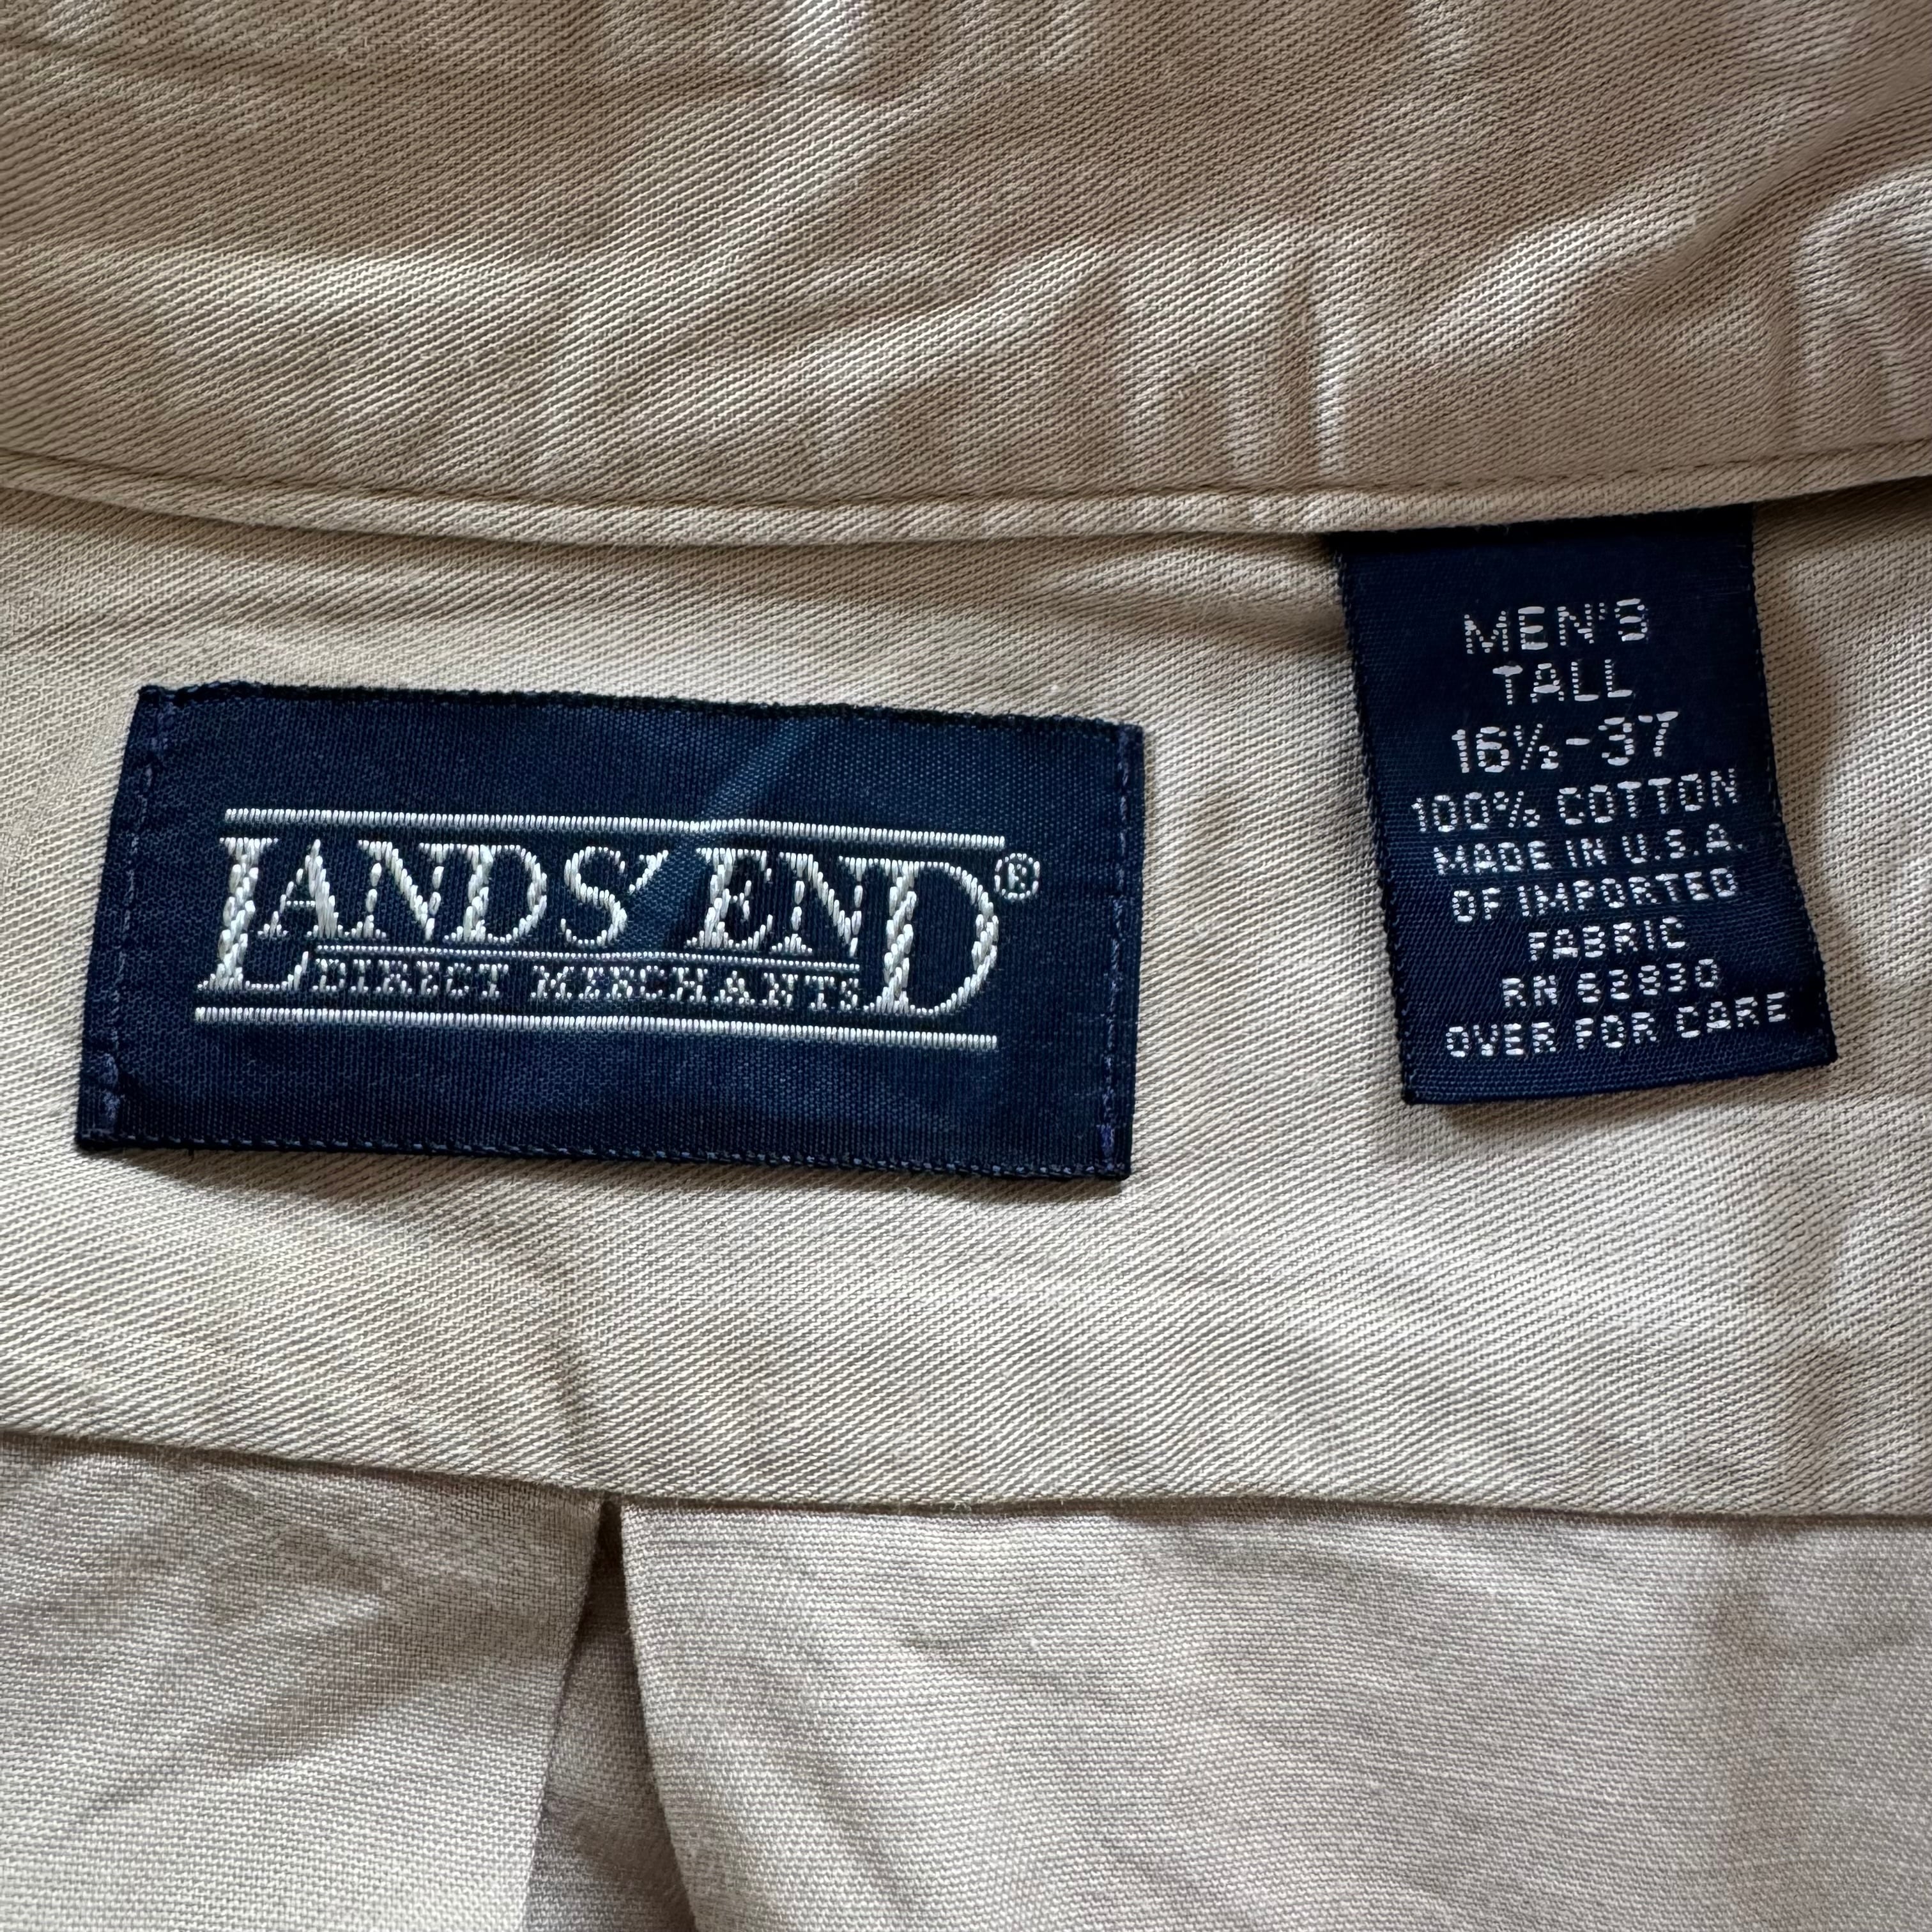 LANDS' END®
DIRECT MERCHANTS
MEN'S
TALL
16½-37
100% COTTON
MADE IN U.S.A.
OF IMPORTED
FABRIC
RN 62830
OVER FOR CARE